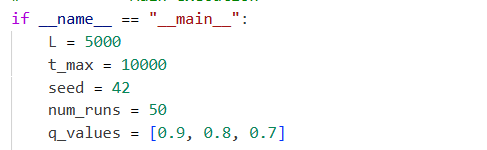 if __name__ == "__main__":
    L = 5000
    t_max = 10000
    seed = 42
    num_runs = 50
    q_values = [0.9, 0.8, 0.7]